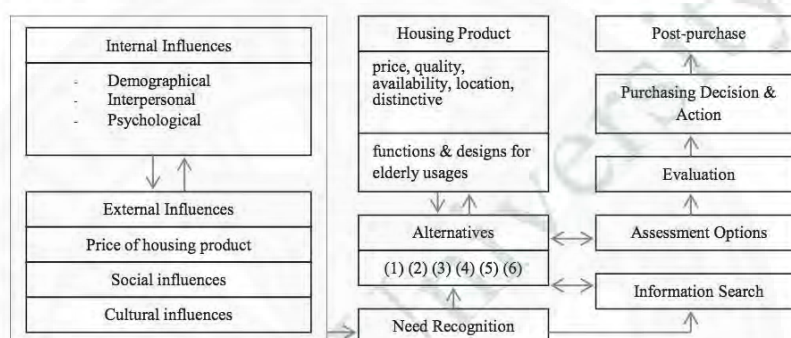 Internal Influences
- Demographical
- Interpersonal
- Psychological
External Influences
Price of housing product
Social influences
Cultural influences
Housing Product
price, quality,
availability, location,
distinctive
functions & designs for
elderly usages
Alternatives
(1) (2) (3) (4) (5) (6)
Need Recognition
Post-purchase
Purchasing Decision &
Action
Evaluation
Assessment Options
Information Search
University